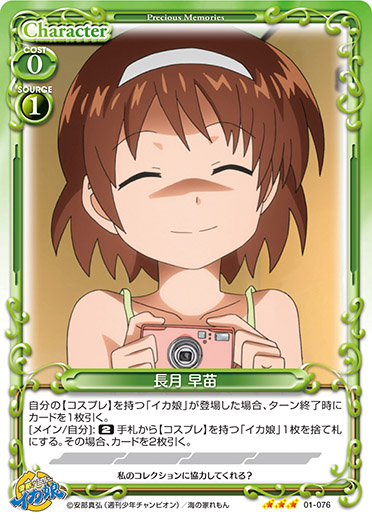 Precious Memories
Character
COST
0
SOURCE
1
長月 早苗
自分の【コスプレ】を持つ「イカ娘」が登場した場合、ターン終了時に
カードを1枚引く。
[メイン/自分]: 2 手札から【コスプレ】を持つ「イカ娘」1枚を捨て札
にする。その場合、カードを2枚引く。
私のコレクションに協力してくれる?
イカ娘
©安部真弘(週刊少年チャンピオン)/海の家れもん
01-076